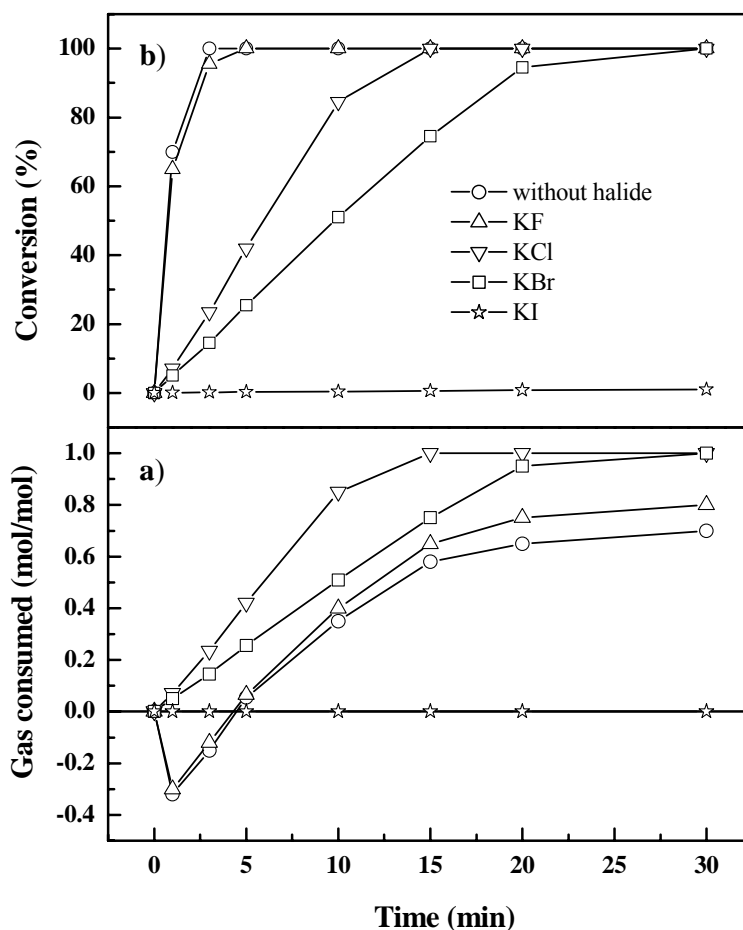 100
80
60
40
20
0
Conversion (%)
b)
without halide
KF
KCl
KBr
KI
1.0
0.8
0.6
0.4
0.2
0.0
-0.2
-0.4
Gas consumed (mol/mol)
a)
0 5 10 15 20 25 30
Time (min)